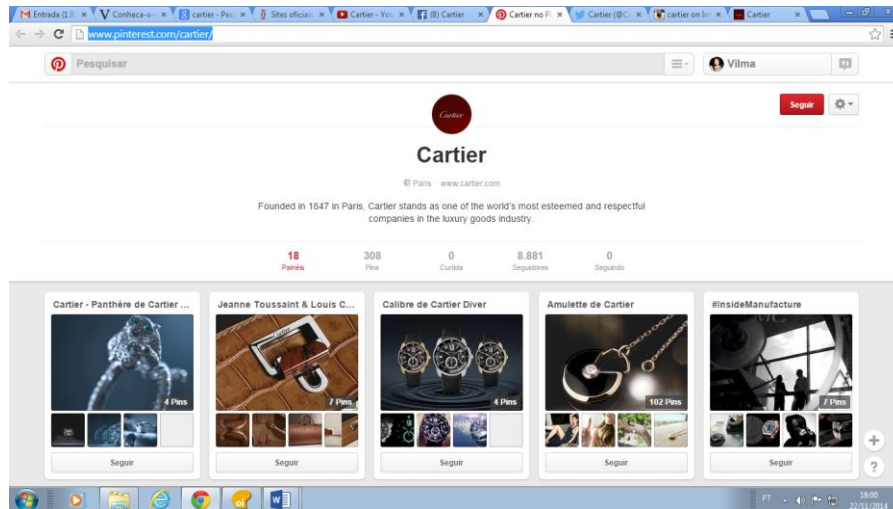 Entrada (1.8
Conheca-a-
cartier - Pes
Sites oficiais
Cartier - You
(8) Cartier
Cartier no Pi
Cartier (@Ca
cartier on Ins
Cartier
www.pinterest.com/cartier/
Pesquisar
Vilma
Seguir
Cartier
Cartier
Paris · www.cartier.com
Founded in 1847 in Paris, Cartier stands as one of the world's most esteemed and respectful
companies in the luxury goods industry.
18 308 0 8.881 0
Painéis Pins Curtida Seguidores Seguindo
Cartier - Panthère de Cartier ...
4 Pins
Seguir
Jeanne Toussaint & Louis C...
7 Pins
Seguir
Calibre de Cartier Diver
4 Pins
Seguir
Amulette de Cartier
102 Pins
Seguir
#InsideManufacture
7 Pins
Seguir
PT
18:00
22/11/2014